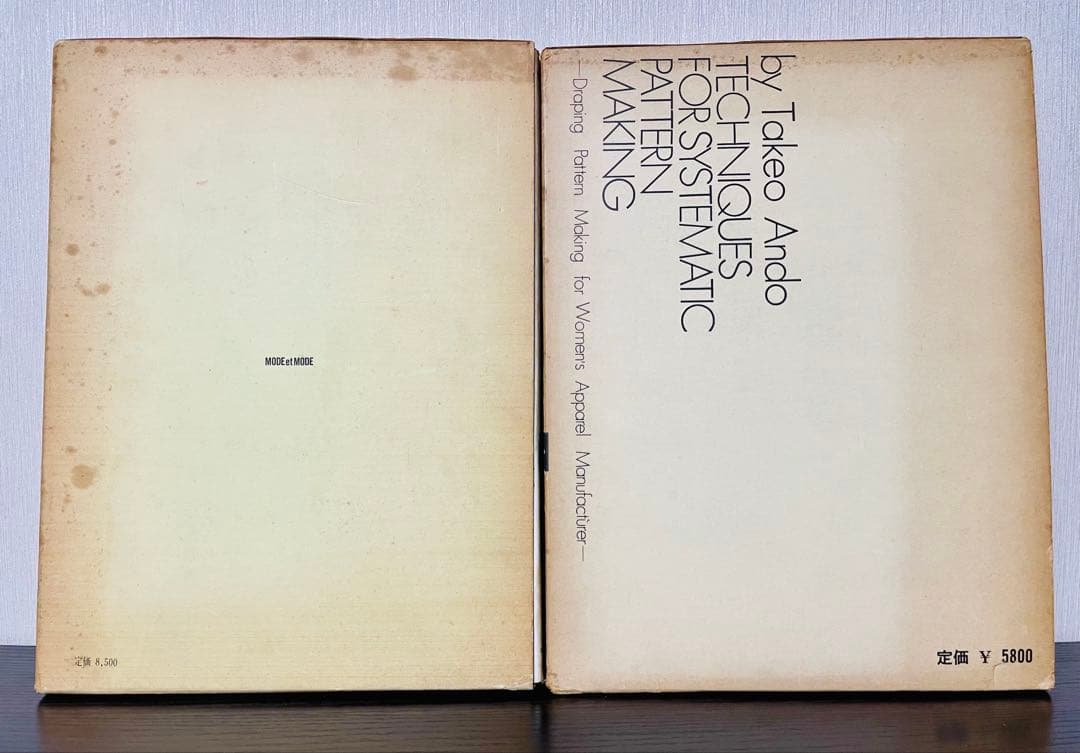 MODE et MODE
定価 8,500
by Takeo Ando
TECHNIQUES
FOR SYSTEMATIC
PATTERN
MAKING
—Draping Pattern Making for Women's Apparel Manufacturer—
定価 ¥ 5800